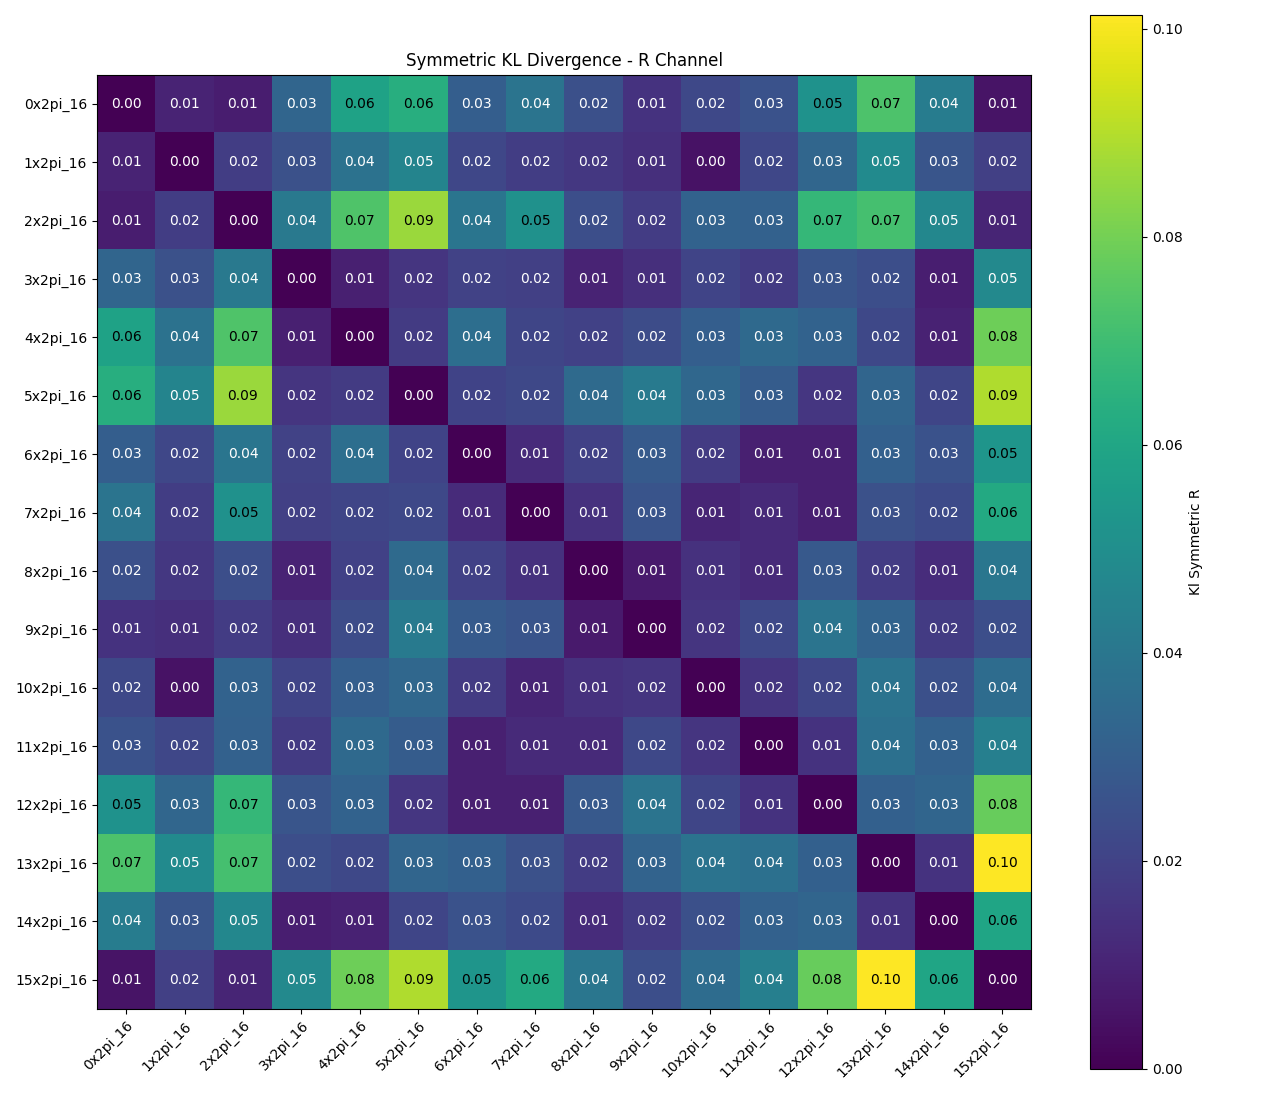 Symmetric KL Divergence - R Channel
0x2pi_16 0.00 0.01 0.01 0.03 0.06 0.06 0.03 0.04 0.02 0.01 0.02 0.03 0.05 0.07 0.04 0.01
1x2pi_16 0.01 0.00 0.02 0.03 0.04 0.05 0.02 0.02 0.02 0.01 0.00 0.02 0.03 0.05 0.03 0.02
2x2pi_16 0.01 0.02 0.00 0.04 0.07 0.09 0.04 0.05 0.02 0.02 0.03 0.03 0.07 0.07 0.05 0.01
3x2pi_16 0.03 0.03 0.04 0.00 0.01 0.02 0.02 0.02 0.01 0.01 0.02 0.02 0.03 0.02 0.01 0.05
4x2pi_16 0.06 0.04 0.07 0.01 0.00 0.02 0.04 0.02 0.02 0.02 0.03 0.03 0.03 0.02 0.01 0.08
5x2pi_16 0.06 0.05 0.09 0.02 0.02 0.00 0.02 0.02 0.04 0.04 0.03 0.03 0.02 0.03 0.02 0.09
6x2pi_16 0.03 0.02 0.04 0.02 0.04 0.02 0.00 0.01 0.02 0.03 0.02 0.01 0.01 0.03 0.03 0.05
7x2pi_16 0.04 0.02 0.05 0.02 0.02 0.02 0.01 0.00 0.01 0.03 0.01 0.01 0.01 0.03 0.02 0.06
8x2pi_16 0.02 0.02 0.02 0.01 0.02 0.04 0.02 0.01 0.00 0.01 0.01 0.01 0.03 0.02 0.01 0.04
9x2pi_16 0.01 0.01 0.02 0.01 0.02 0.04 0.03 0.03 0.01 0.00 0.02 0.02 0.04 0.03 0.02 0.02
10x2pi_16 0.02 0.00 0.03 0.02 0.03 0.03 0.02 0.01 0.01 0.02 0.00 0.02 0.02 0.04 0.02 0.04
11x2pi_16 0.03 0.02 0.03 0.02 0.03 0.03 0.01 0.01 0.01 0.02 0.02 0.00 0.01 0.04 0.03 0.04
12x2pi_16 0.05 0.03 0.07 0.03 0.03 0.02 0.01 0.01 0.03 0.04 0.02 0.01 0.00 0.03 0.03 0.08
13x2pi_16 0.07 0.05 0.07 0.02 0.02 0.03 0.03 0.03 0.02 0.03 0.04 0.04 0.03 0.00 0.01 0.10
14x2pi_16 0.04 0.03 0.05 0.01 0.01 0.02 0.03 0.02 0.01 0.02 0.02 0.03 0.03 0.01 0.00 0.06
15x2pi_16 0.01 0.02 0.01 0.05 0.08 0.09 0.05 0.06 0.04 0.02 0.04 0.04 0.08 0.10 0.06 0.00
0x2pi_16 1x2pi_16 2x2pi_16 3x2pi_16 4x2pi_16 5x2pi_16 6x2pi_16 7x2pi_16 8x2pi_16 9x2pi_16 10x2pi_16 11x2pi_16 12x2pi_16 13x2pi_16 14x2pi_16 15x2pi_16
0.10
0.08
0.06
0.04
0.02
0.00
Kl Symmetric R